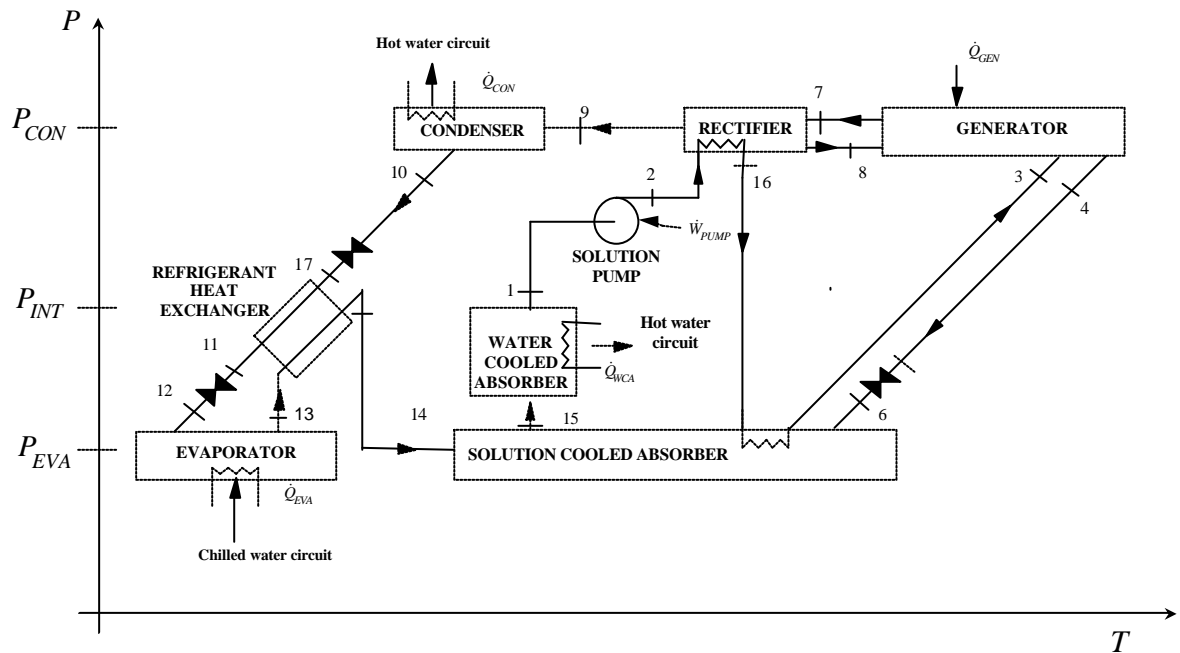 P
Hot water circuit
Q̇CON
Q̇GEN
PCON
CONDENSER
9
RECTIFIER
7
GENERATOR
8
10
2
16
3
4
ẆPUMP
SOLUTION
PUMP
17
REFRIGERANT
HEAT
EXCHANGER
PINT
1
WATER
COOLED
ABSORBER
Hot water
circuit
Q̇WCA
11
12
13
14
15
6
PEVA
EVAPORATOR
SOLUTION COOLED ABSORBER
Q̇EVA
Chilled water circuit
T